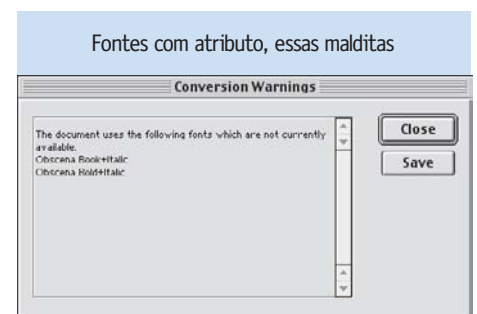 Fontes com atributo, essas malditas
Conversion Warnings
The document uses the following fonts which are not currently
available.
Obscena Book+Italic
Obscena Bold+Italic
Close
Save